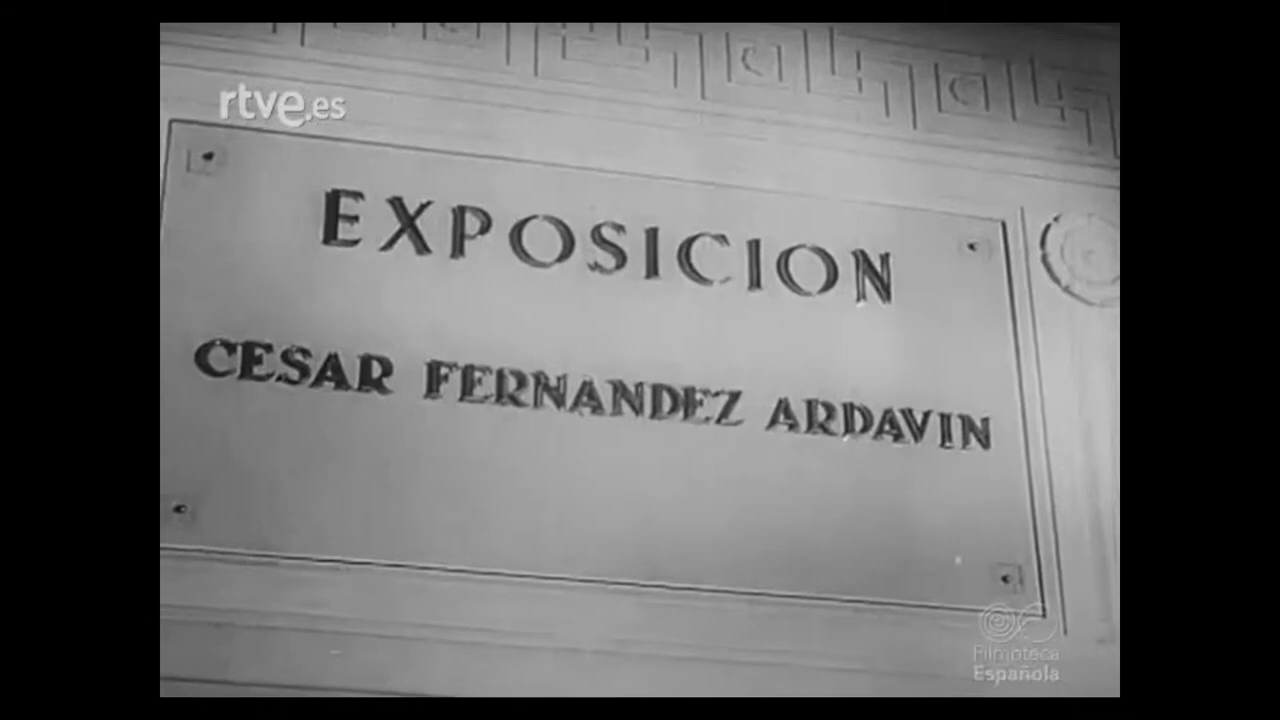 rtve.es
EXPOSICION
CESAR FERNANDEZ ARDAVIN
Filmoteca
Española